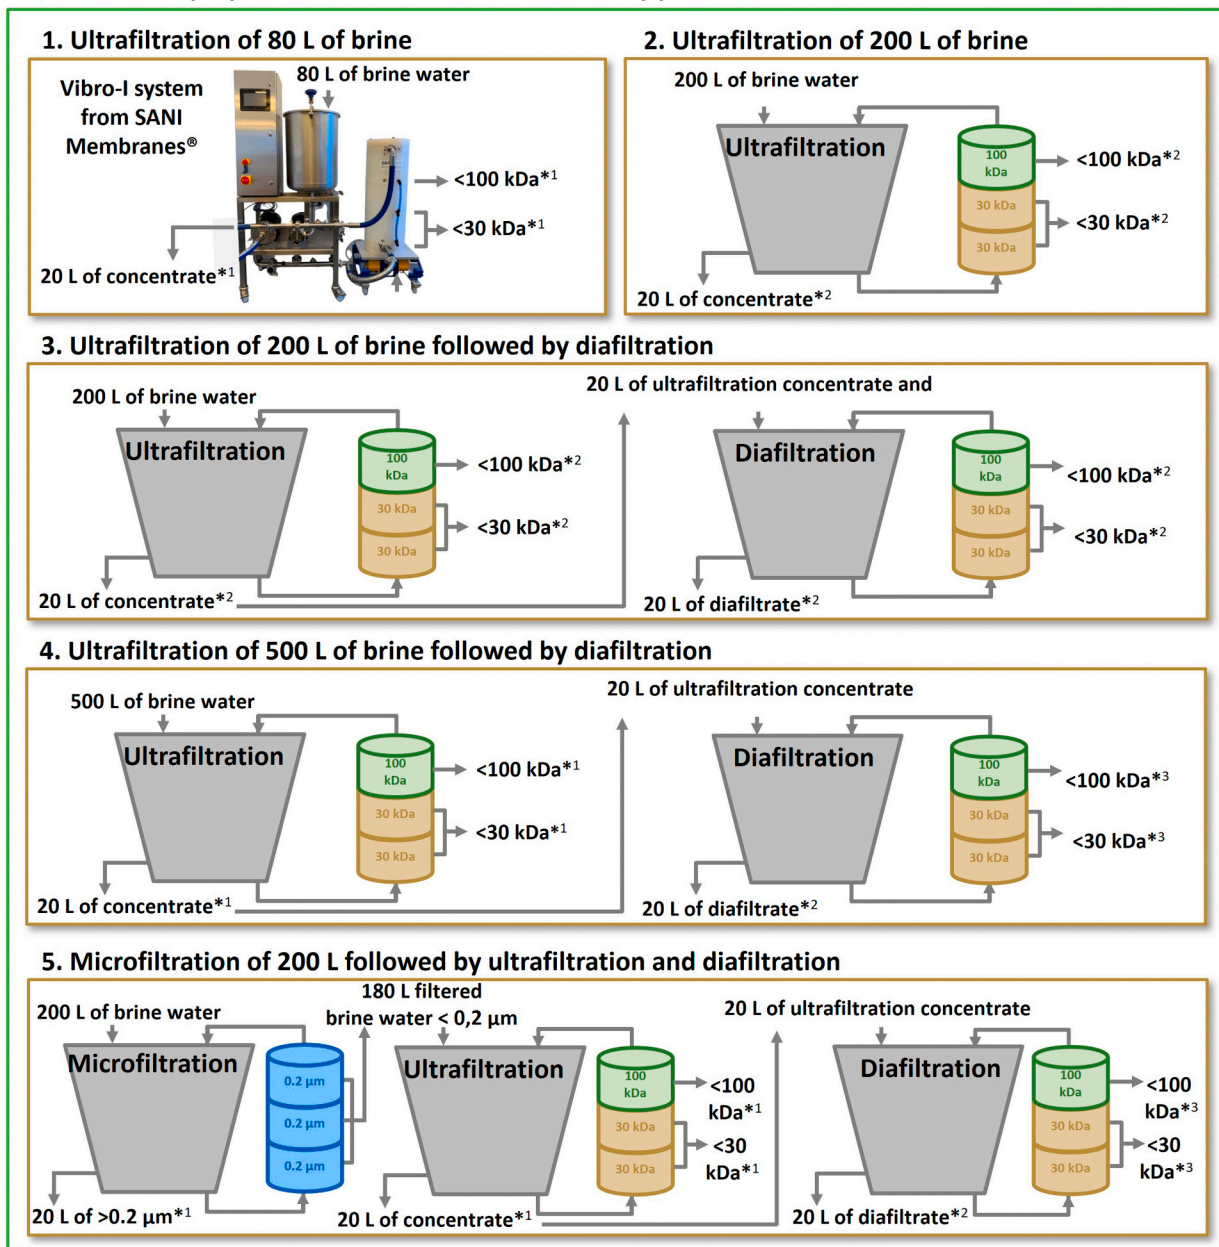 1. Ultrafiltration of 80 L of brine
Vibro-I system
from SANI
Membranes®
80 L of brine water
<100 kDa*1
<30 kDa*1
20 L of concentrate*1
2. Ultrafiltration of 200 L of brine
200 L of brine water
Ultrafiltration
100
kDa
30 kDa
30 kDa
<100 kDa*2
<30 kDa*2
20 L of concentrate*2
3. Ultrafiltration of 200 L of brine followed by diafiltration
200 L of brine water
Ultrafiltration
100
kDa
30 kDa
30 kDa
<100 kDa*2
<30 kDa*2
20 L of concentrate*2
20 L of ultrafiltration concentrate and
Diafiltration
100
kDa
30 kDa
30 kDa
<100 kDa*2
<30 kDa*2
20 L of diafiltrate*2
4. Ultrafiltration of 500 L of brine followed by diafiltration
500 L of brine water
Ultrafiltration
100
kDa
30 kDa
30 kDa
<100 kDa*1
<30 kDa*1
20 L of concentrate*1
20 L of ultrafiltration concentrate
Diafiltration
100
kDa
30 kDa
30 kDa
<100 kDa*3
<30 kDa*3
20 L of diafiltrate*2
5. Microfiltration of 200 L followed by ultrafiltration and diafiltration
200 L of brine water
Microfiltration
0.2 µm
0.2 µm
0.2 µm
20 L of >0.2 µm*1
180 L filtered
brine water < 0,2 µm
Ultrafiltration
100
kDa
30 kDa
30 kDa
<100
kDa*1
<30
kDa*1
20 L of concentrate*1
20 L of ultrafiltration concentrate
Diafiltration
100
kDa
30 kDa
30 kDa
<100
kDa*3
<30
kDa*3
20 L of diafiltrate*2